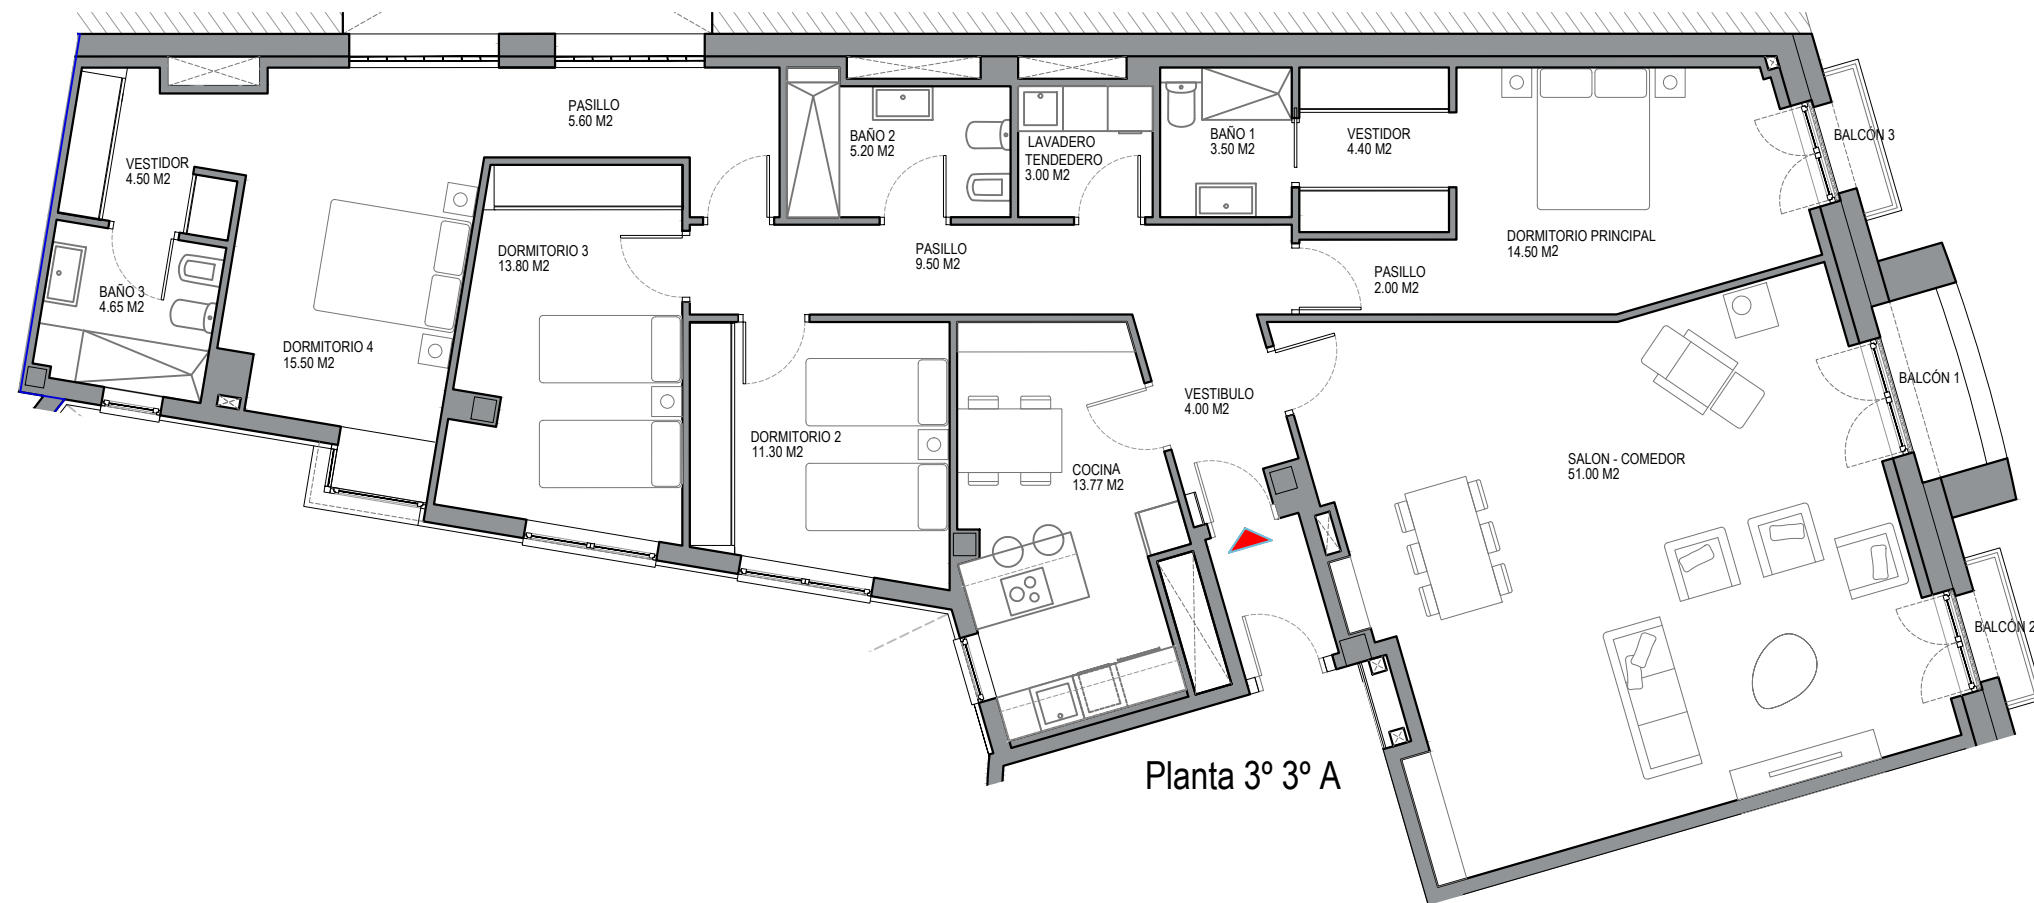 PASILLO
5.60 M2
BAÑO 2
5.20 M2
LAVADERO
TENDEDERO
3.00 M2
BAÑO 1
3.50 M2
VESTIDOR
4.40 M2
BALCÓN 3
VESTIDOR
4.50 M2
DORMITORIO 3
13.80 M2
PASILLO
9.50 M2
DORMITORIO PRINCIPAL
14.50 M2
PASILLO
2.00 M2
BAÑO 3
4.65 M2
DORMITORIO 4
15.50 M2
VESTIBULO
4.00 M2
BALCÓN 1
DORMITORIO 2
11.30 M2
COCINA
13.77 M2
SALON - COMEDOR
51.00 M2
BALCÓN 2
Planta 3º 3º A